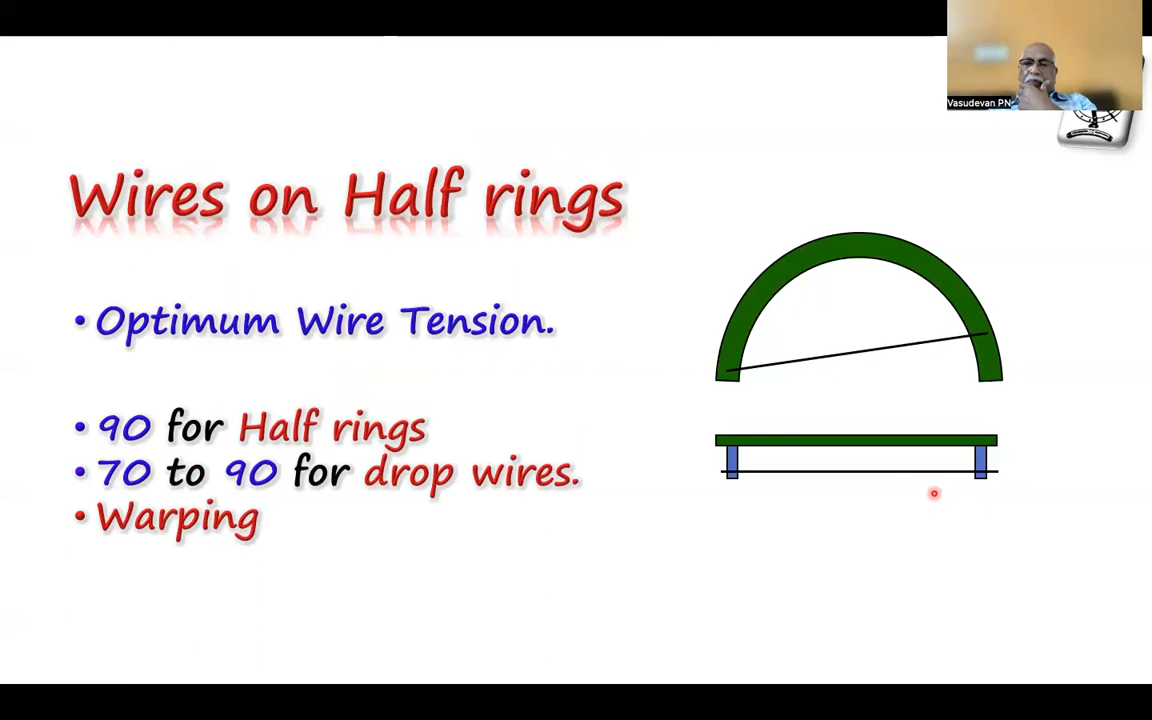 Vasudevan PN
Wires on Half rings
• Optimum Wire Tension.
• 90 for Half rings
• 70 to 90 for drop wires.
• Warping